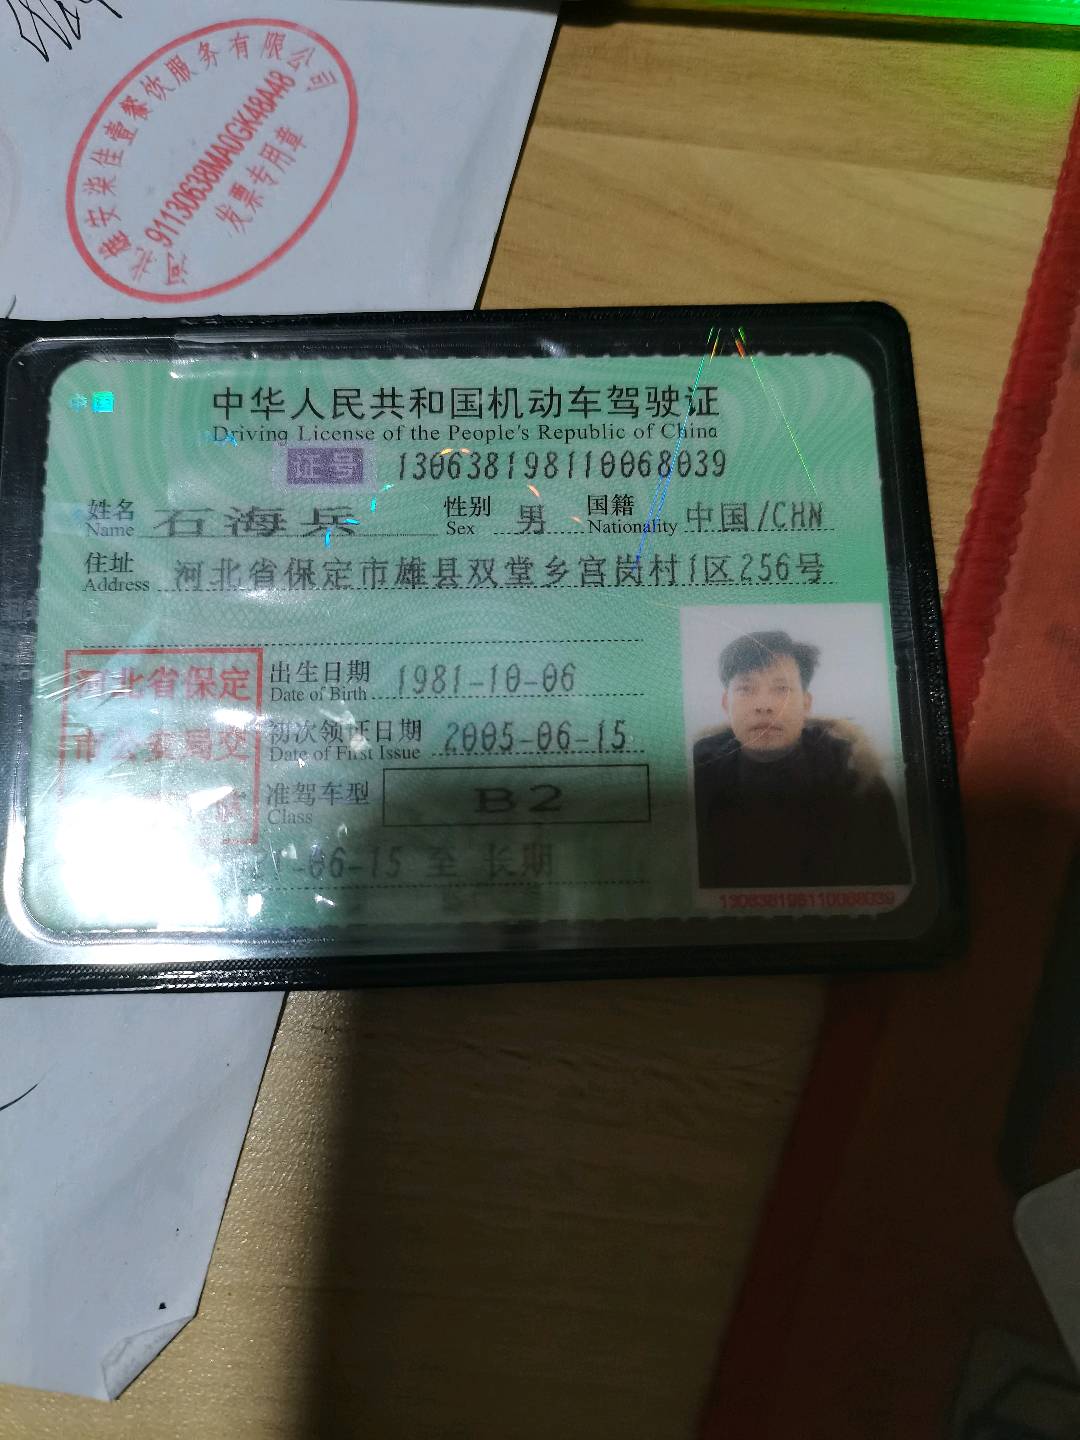 河北雄安柒佳壹餐饮服务有限公司
91130638MA0GK48A48
发票专用章
中国
中华人民共和国机动车驾驶证
Driving License of the People's Republic of China
证号 130638198110068039
姓名 石海兵 性别 男 国籍 中国/CHN
Name Sex Nationality
住址 河北省保定市雄县双堂乡宫岗村1区256号
Address
河北省保定
市公安局交
出生日期 1981-10-06
Date of Birth
初次领证日期 2005-06-15
Date of First Issue
准驾车型 B2
Class
-06-15 至 长期
130638198110068039